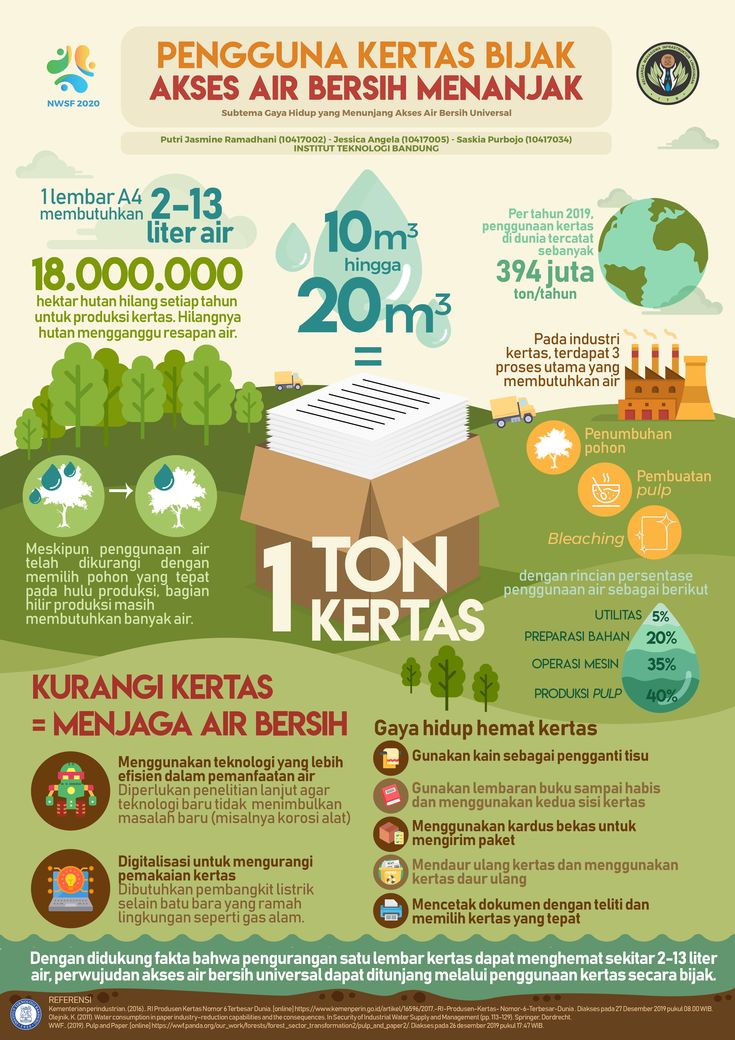 NWSF 2020
PENGGUNA KERTAS BIJAK
AKSES AIR BERSIH MENANJAK
Subtema Gaya Hidup yang Menunjang Akses Air Bersih Universal
Putri Jasmine Ramadhani (10417002) - Jessica Angela (10417005) - Saskia Purbojo (10417034)
INSTITUT TEKNOLOGI BANDUNG
1 lembar A4
membutuhkan
2-13
liter air
18.000.000
hektar hutan hilang setiap tahun
untuk produksi kertas. Hilangnya
hutan mengganggu resapan air.
10m³
hingga
20m³
=
Per tahun 2019,
penggunaan kertas
di dunia tercatat
sebanyak
394 juta
ton/tahun
Pada industri
kertas, terdapat 3
proses utama yang
membutuhkan air
Penumbuhan
pohon
Pembuatan
pulp
Bleaching
Meskipun penggunaan air
telah dikurangi dengan
memilih pohon yang tepat
pada hulu produksi, bagian
hilir produksi masih
membutuhkan banyak air.
1 TON
KERTAS
dengan rincian persentase
penggunaan air sebagai berikut
UTILITAS 5%
PREPARASI BAHAN 20%
OPERASI MESIN 35%
PRODUKSI PULP 40%
KURANGI KERTAS
= MENJAGA AIR BERSIH
Menggunakan teknologi yang lebih
efisien dalam pemanfaatan air
Diperlukan penelitian lanjut agar
teknologi baru tidak menimbulkan
masalah baru (misalnya korosi alat)
Digitalisasi untuk mengurangi
pemakaian kertas
Dibutuhkan pembangkit listrik
selain batu bara yang ramah
lingkungan seperti gas alam.
Gaya hidup hemat kertas
Gunakan kain sebagai pengganti tisu
Gunakan lembaran buku sampai habis
dan menggunakan kedua sisi kertas
Menggunakan kardus bekas untuk
mengirim paket
Mendaur ulang kertas dan menggunakan
kertas daur ulang
Mencetak dokumen dengan teliti dan
memilih kertas yang tepat
Dengan didukung fakta bahwa pengurangan satu lembar kertas dapat menghemat sekitar 2-13 liter
air, perwujudan akses air bersih universal dapat ditunjang melalui penggunaan kertas secara bijak.
REFERENSI
Kementerian perindustrian. (2016). RI Produsen Kertas Nomor 6 Terbesar Dunia. [online] https://www.kemenperin.go.id/artikel/16596/2017,-RI-Produsen-Kertas-Nomor-6-Terbesar-Dunia. Diakses pada 27 Desember 2019 pukul 08.00 WIB.
Olejnik, K. (2011). Water consumption in paper industry–reduction capabilities and the consequences. In Security of Industrial Water Supply and Management (pp. 113-129). Springer, Dordrecht.
WWF. (2019). Pulp and Paper. [online] https://wwf.panda.org/our_work/forests/forest_sector_transformation2/pulp_and_paper2/. Diakses pada 26 desember 2019 pukul 17.47 WIB.